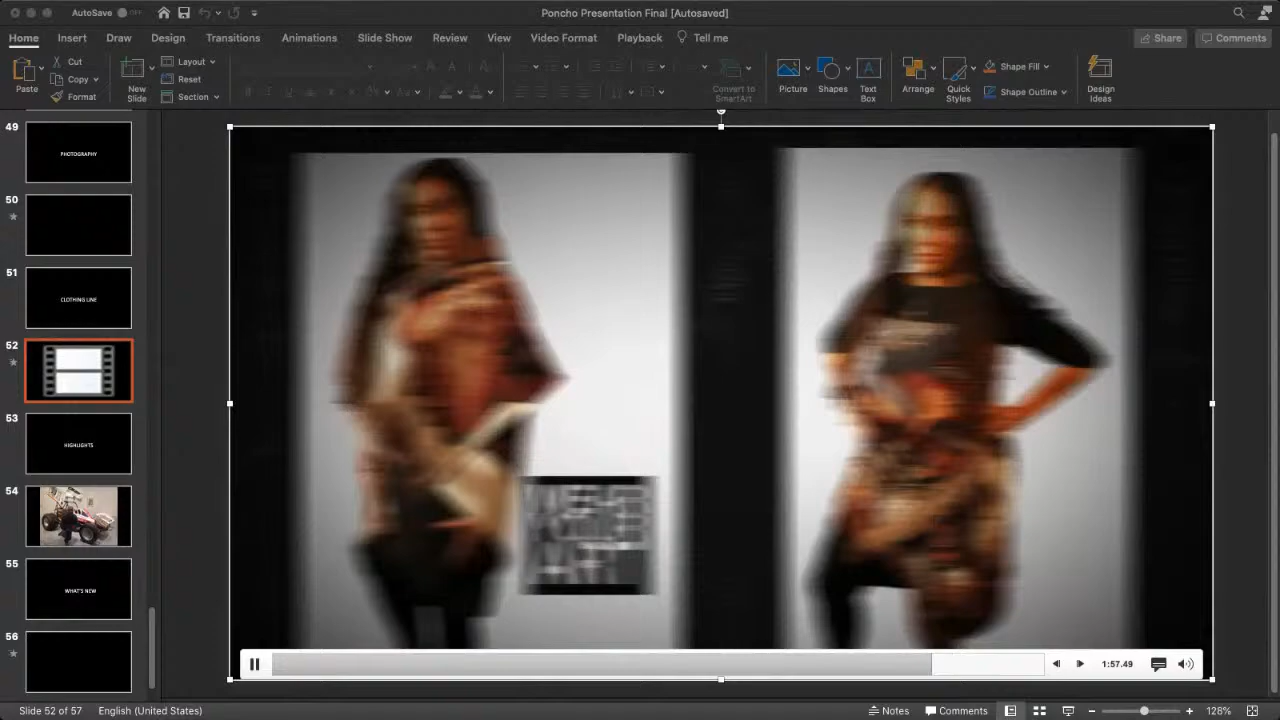 AutoSave OFF
Poncho Presentation Final [Autosaved]
Home Insert Draw Design Transitions Animations Slide Show Review View Video Format Playback Tell me
Share Comments
Paste
Cut
Copy
Format
New Slide
Layout
Reset
Section
Convert to SmartArt
Picture
Shapes
Text Box
Arrange
Quick Styles
Shape Fill
Shape Outline
Design Ideas
49
PHOTOGRAPHY
50
51
CLOTHING LINE
52
53
HIGHLIGHTS
54
55
WHAT'S NEW
56
1:57.49
Slide 52 of 57 English (United States)
Notes Comments 128%